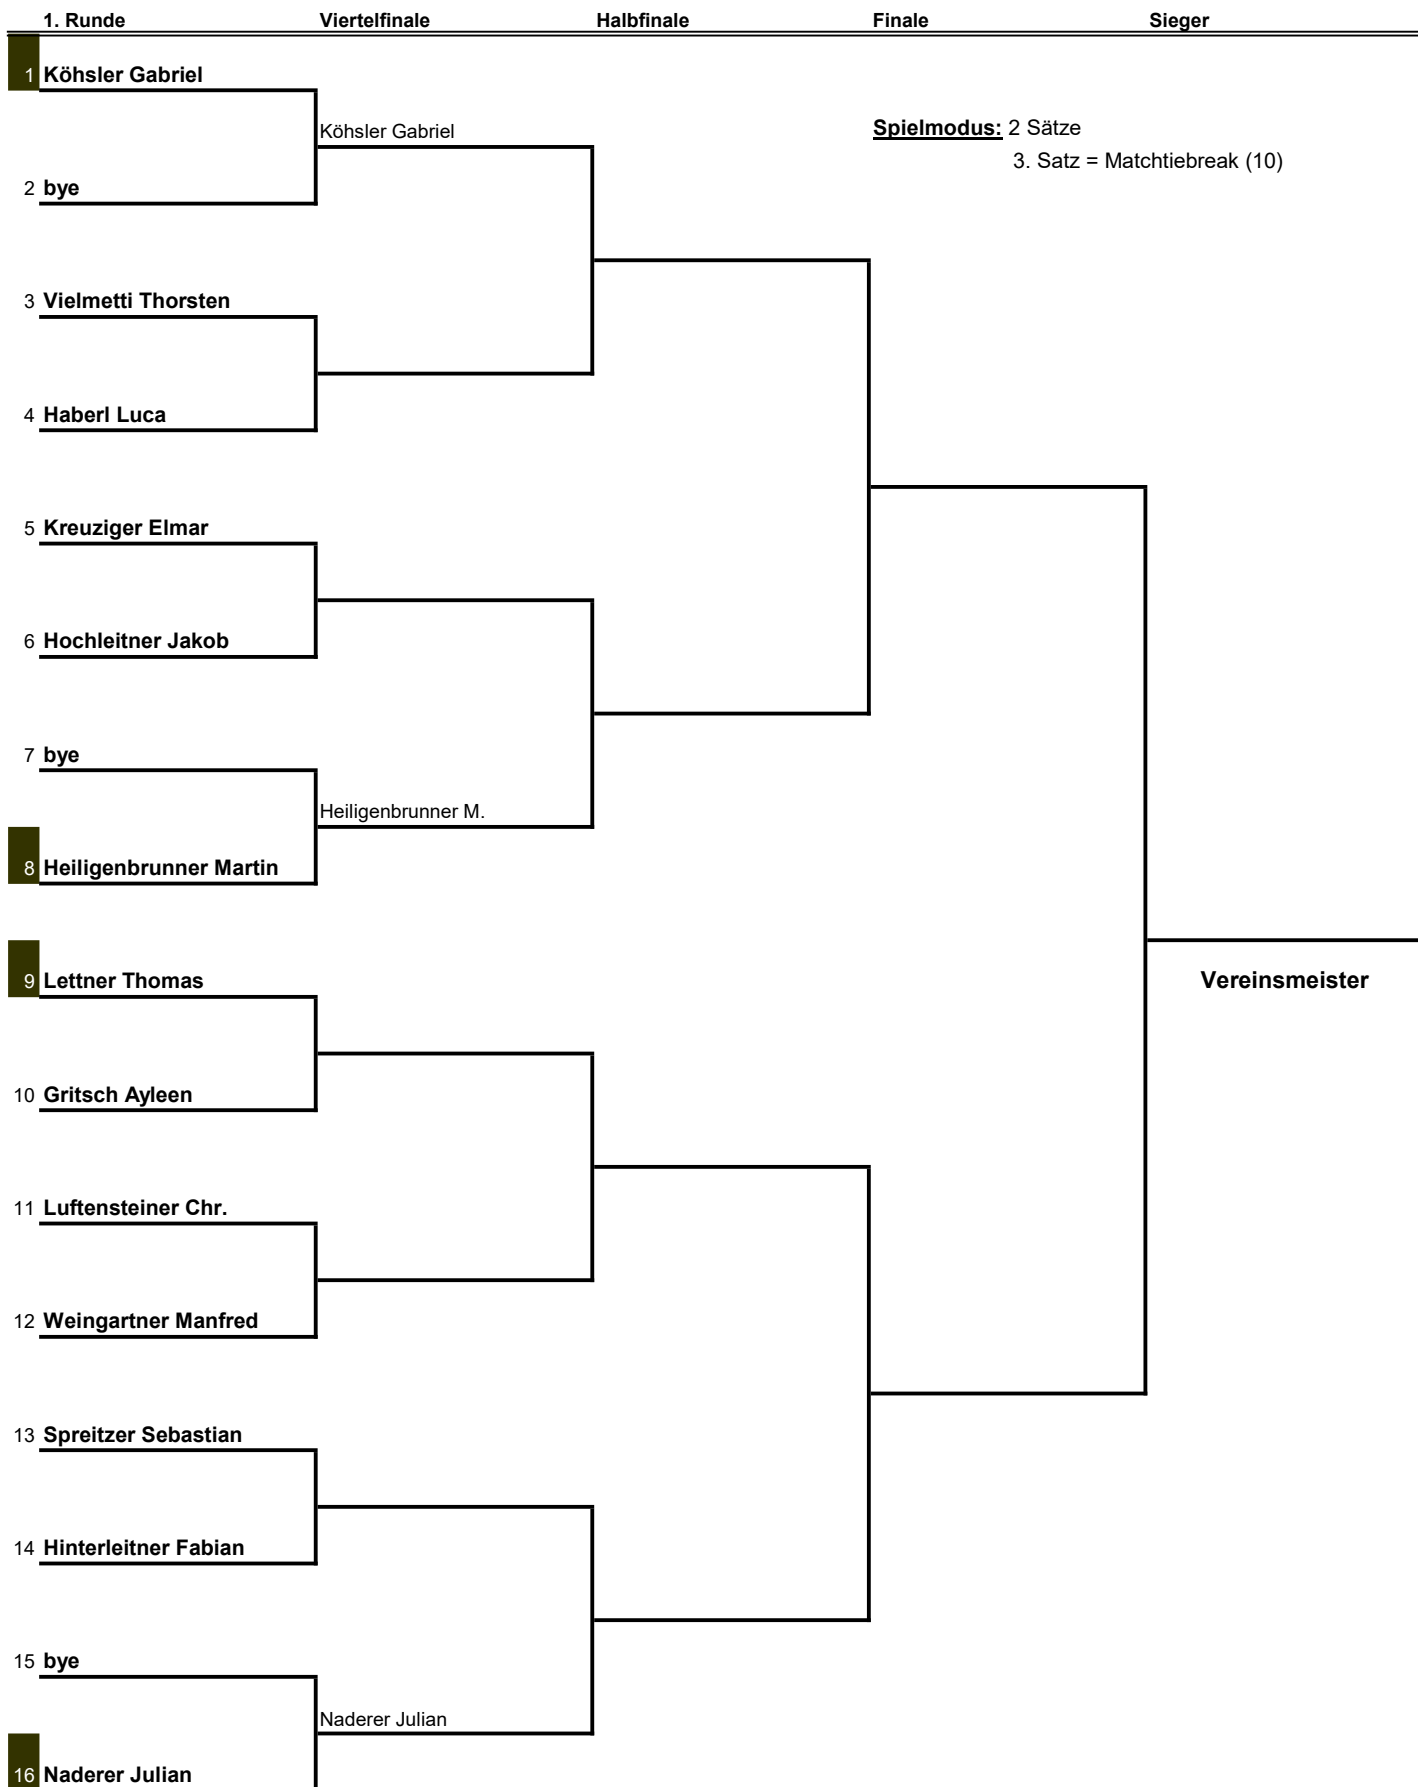 1. Runde Viertelfinale Halbfinale Finale Sieger
1 Köhsler Gabriel
Köhsler Gabriel
Spielmodus: 2 Sätze
3. Satz = Matchtiebreak (10)
2 bye
3 Vielmetti Thorsten
4 Haberl Luca
5 Kreuziger Elmar
6 Hochleitner Jakob
7 bye
Heiligenbrunner M.
8 Heiligenbrunner Martin
9 Lettner Thomas
Vereinsmeister
10 Gritsch Ayleen
11 Luftensteiner Chr.
12 Weingartner Manfred
13 Spreitzer Sebastian
14 Hinterleitner Fabian
15 bye
Naderer Julian
16 Naderer Julian